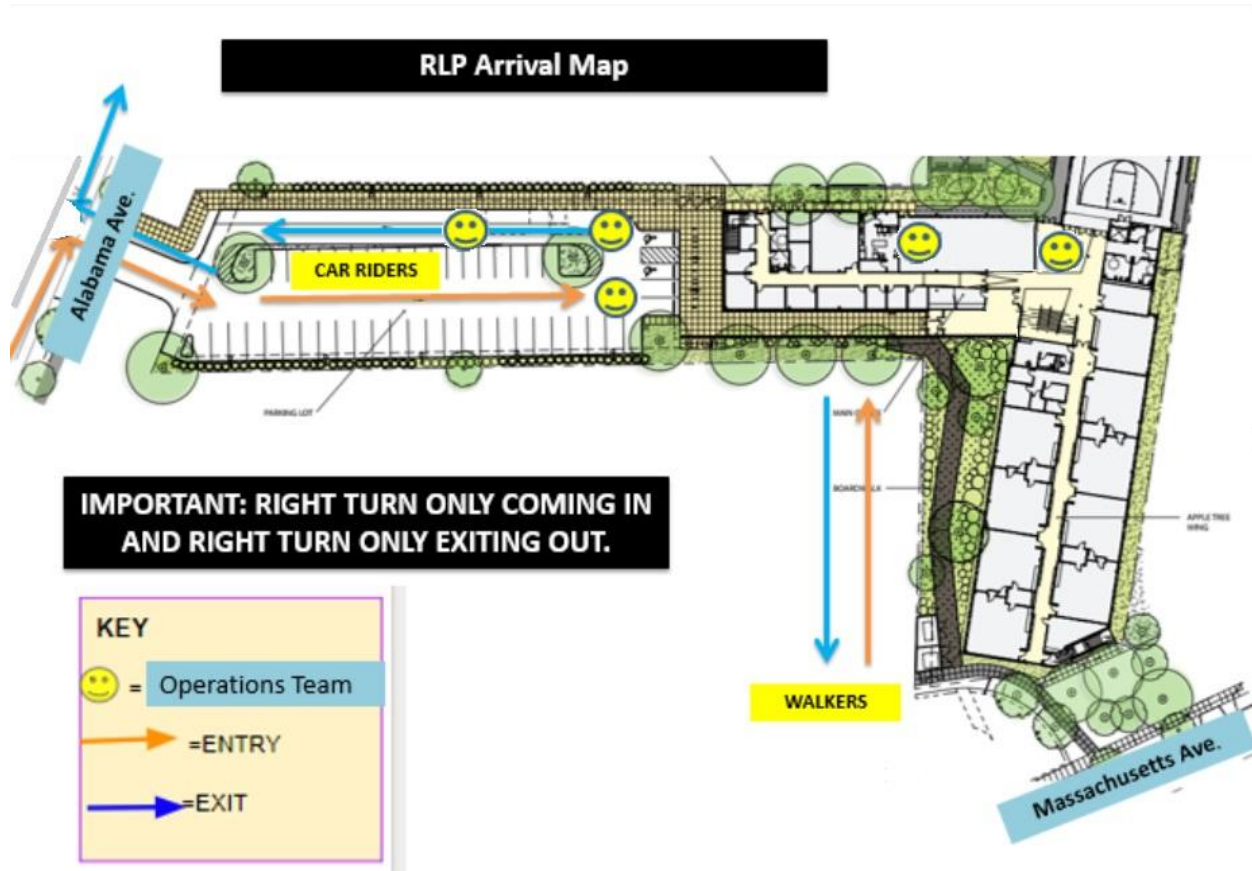 RLP Arrival Map
Alabama Ave.
CAR RIDERS
PARKING LOT
BOARDWALK
APPLE TREE
WING
IMPORTANT: RIGHT TURN ONLY COMING IN
AND RIGHT TURN ONLY EXITING OUT.
KEY
= Operations Team
=ENTRY
=EXIT
WALKERS
Massachusetts Ave.